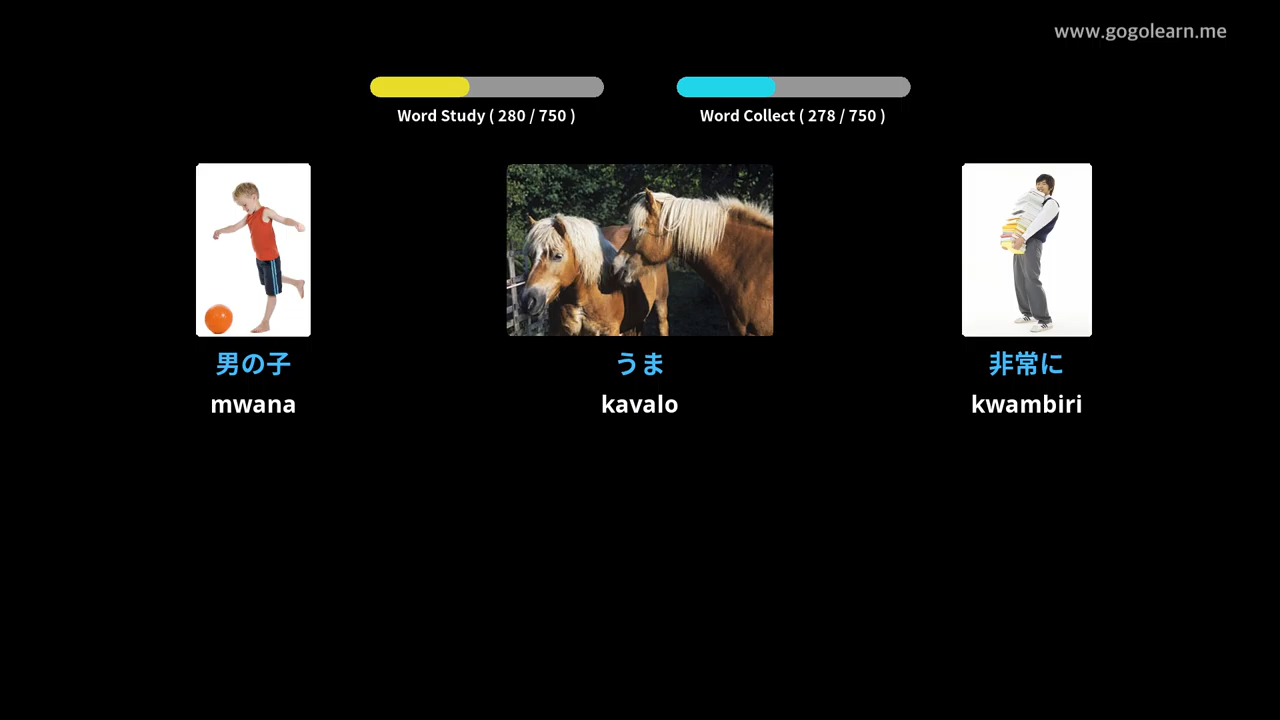 www.gogolearn.me
Word Study ( 280 / 750 )
Word Collect ( 278 / 750 )
男の子
うま
非常に
mwana
kavalo
kwambiri